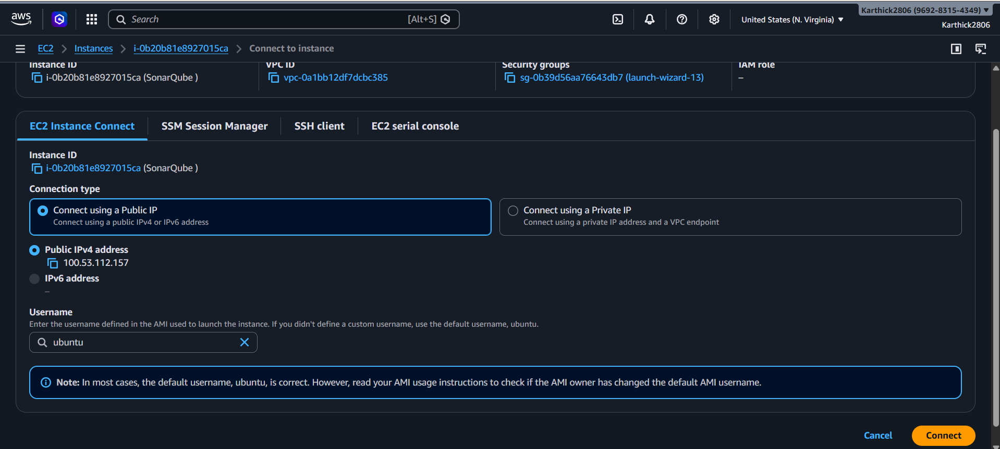 aws
Search [Alt+S]
United States (N. Virginia)
Karthick2806 (9692-8315-4349)
Karthick2806
EC2 Instances i-0b20b81e8927015ca Connect to instance
Instance ID
i-0b20b81e8927015ca (SonarQube )
VPC ID
vpc-0a1bb12df7dcbc385
Security groups
sg-0b39d56aa76643db7 (launch-wizard-13)
IAM role
–
EC2 Instance Connect SSM Session Manager SSH client EC2 serial console
Instance ID
i-0b20b81e8927015ca (SonarQube )
Connection type
Connect using a Public IP
Connect using a public IPv4 or IPv6 address
Connect using a Private IP
Connect using a private IP address and a VPC endpoint
Public IPv4 address
100.53.112.157
IPv6 address
–
Username
Enter the username defined in the AMI used to launch the instance. If you didn't define a custom username, use the default username, ubuntu.
ubuntu
Note: In most cases, the default username, ubuntu, is correct. However, read your AMI usage instructions to check if the AMI owner has changed the default AMI username.
Cancel Connect